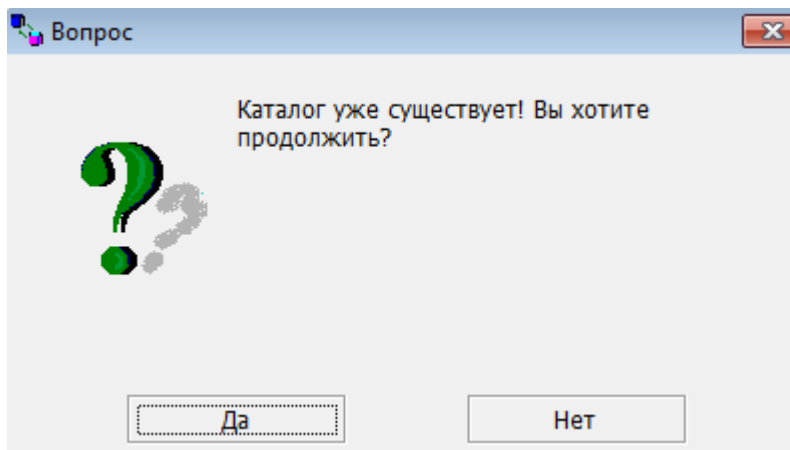 Вопрос
Каталог уже существует! Вы хотите
продолжить?
Да
Нет